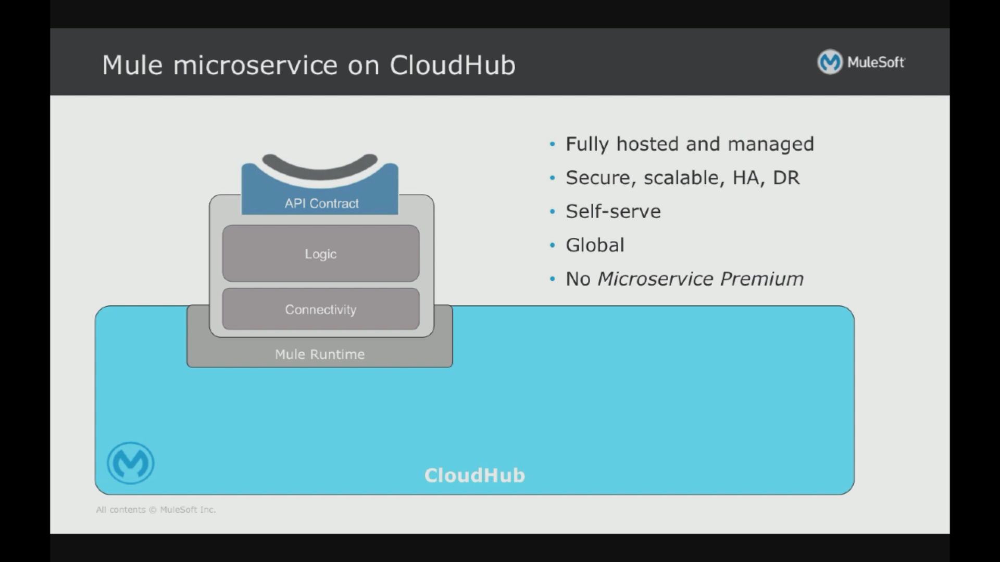 Mule microservice on CloudHub
MuleSoft
• Fully hosted and managed
• Secure, scalable, HA, DR
• Self-serve
• Global
• No Microservice Premium
API Contract
Logic
Connectivity
Mule Runtime
CloudHub
All contents © MuleSoft Inc.